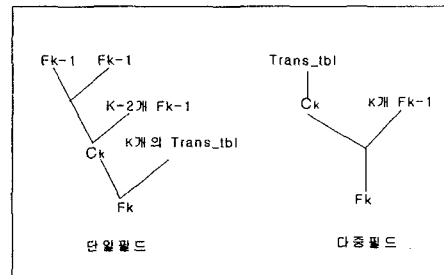 Fk-1 Fk-1
K-2개 Fk-1
Ck
K개의 Trans_tbl
Fk
단일필드
Trans_tbl
Ck
K개 Fk-1
Fk
다중필드